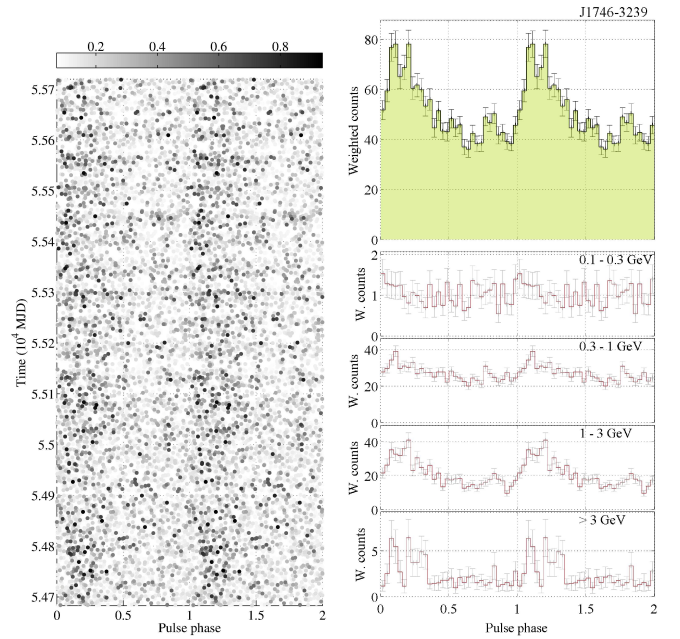 J1746-3239
0.2 0.4 0.6 0.8
5.57
5.56
5.55
5.54
5.53
5.52
5.51
5.5
5.49
5.48
5.47
Time (10⁴ MJD)
0 0.5 1 1.5 2
Pulse phase
80
60
40
20
0
Weighted counts
0.1 - 0.3 GeV
2
1
0
W. counts
0.3 - 1 GeV
40
20
0
W. counts
1 - 3 GeV
40
20
0
W. counts
> 3 GeV
5
0
W. counts
0 0.5 1 1.5 2
Pulse phase